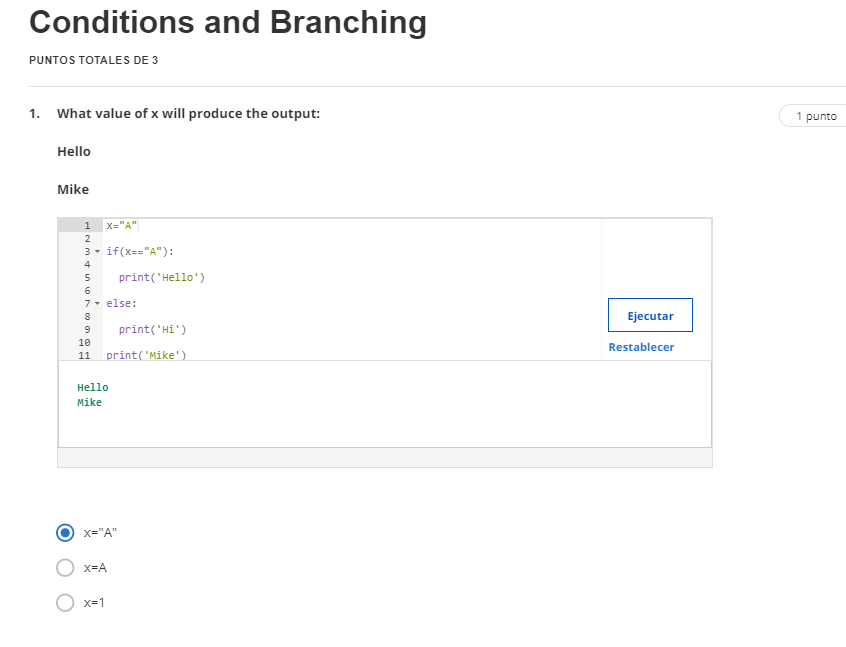 Conditions and Branching
PUNTOS TOTALES DE 3
1. What value of x will produce the output:
1 punto
Hello
Mike
1 x="A"
2
3 if(x=="A"):
4
5 print('Hello')
6
7 else:
8
9 print('Hi')
10
11 print('Mike')
Ejecutar
Restablecer
Hello
Mike
x="A"
x=A
x=1